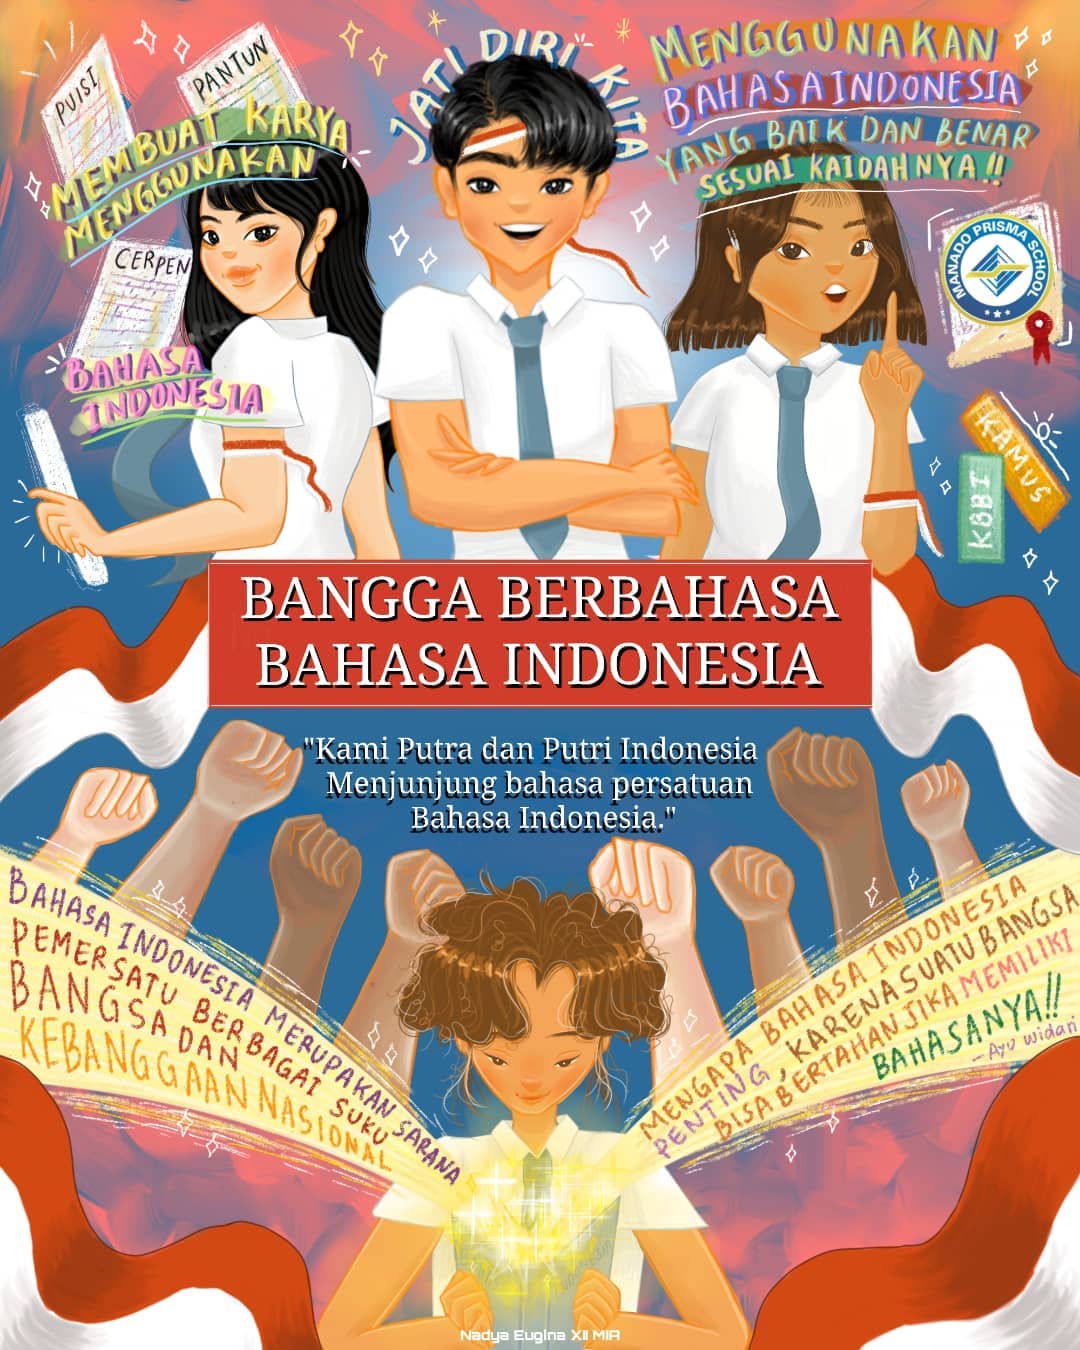 PUISI
PANTUN
MEMBUAT KARYA
MENGGUNAKAN
CERPEN
BAHASA
INDONESIA
JATI DIRI KITA
MENGGUNAKAN
BAHASA INDONESIA
YANG BAIK DAN BENAR
SESUAI KAIDAHNYA!!
MANADO PRISMA SCHOOL
KAMUS
KBBI
BANGGA BERBAHASA
BAHASA INDONESIA
"Kami Putra dan Putri Indonesia
Menjunjung bahasa persatuan
Bahasa Indonesia."
BAHASA INDONESIA MERUPAKAN SARANA
PEMERSATU BERBAGAI SUKU
BANGSA DAN
KEBANGGAAN NASIONAL
MENGAPA BAHASA INDONESIA
PENTING, KARENA SUATU BANGSA
BISA BERTAHAN JIKA MEMILIKI
BAHASANYA!!
- Ayu Widari
Nadya Eugina XII MIA